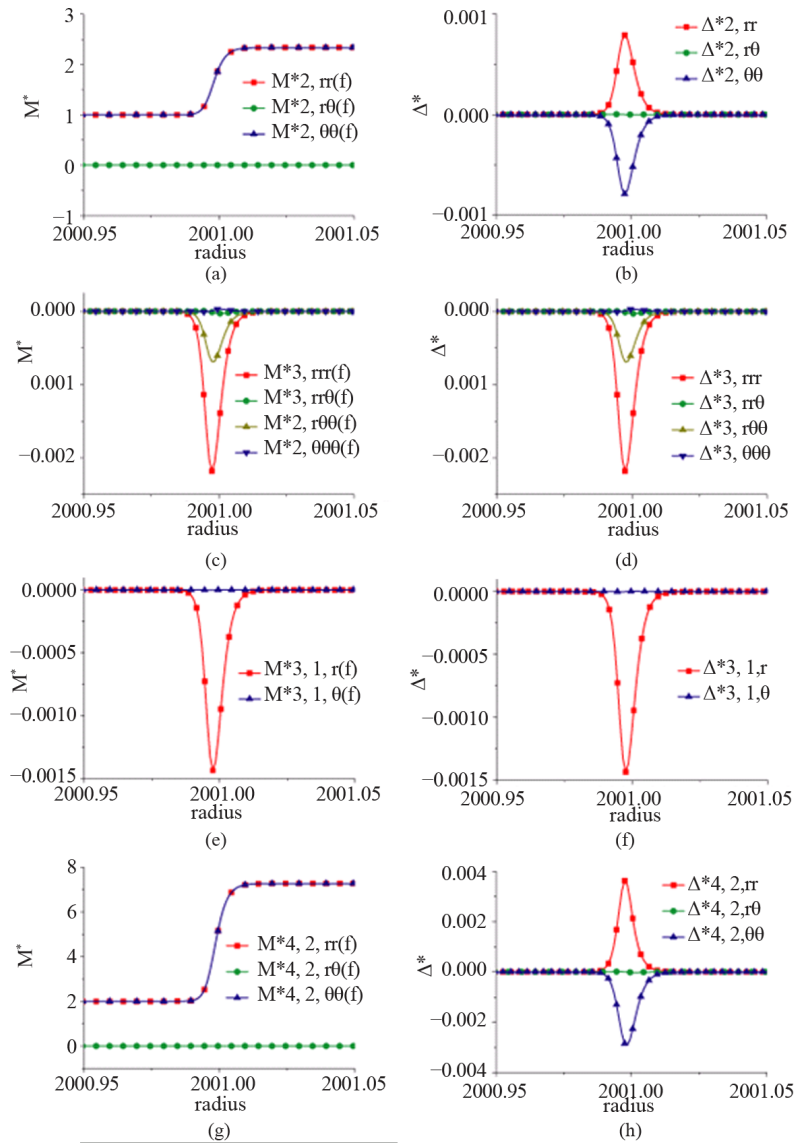 3
2
1
0
−1
M*
M*2, rr(f)
M*2, rθ(f)
M*2, θθ(f)
2000.95 2001.00 2001.05
radius
(a)
0.001
0.000
−0.001
Δ*
Δ*2, rr
Δ*2, rθ
Δ*2, θθ
2000.95 2001.00 2001.05
radius
(b)
0.000
0.001
−0.002
M*
M*3, rrr(f)
M*3, rrθ(f)
M*2, rθθ(f)
M*2, θθθ(f)
2000.95 2001.00 2001.05
radius
(c)
0.000
0.001
−0.002
Δ*
Δ*3, rrr
Δ*3, rrθ
Δ*3, rθθ
Δ*3, θθθ
2000.95 2001.00 2001.05
radius
(d)
0.0000
−0.0005
−0.0010
−0.0015
M*
M*3, 1, r(f)
M*3, 1, θ(f)
2000.95 2001.00 2001.05
radius
(e)
0.0000
−0.0005
−0.0010
−0.0015
Δ*
Δ*3, 1,r
Δ*3, 1,θ
2000.95 2001.00 2001.05
radius
(f)
8
6
4
2
0
M*
M*4, 2, rr(f)
M*4, 2, rθ(f)
M*4, 2, θθ(f)
2000.95 2001.00 2001.05
radius
(g)
0.004
0.002
0.000
−0.002
−0.004
Δ*
Δ*4, 2,rr
Δ*4, 2,rθ
Δ*4, 2,θθ
2000.95 2001.00 2001.05
radius
(h)